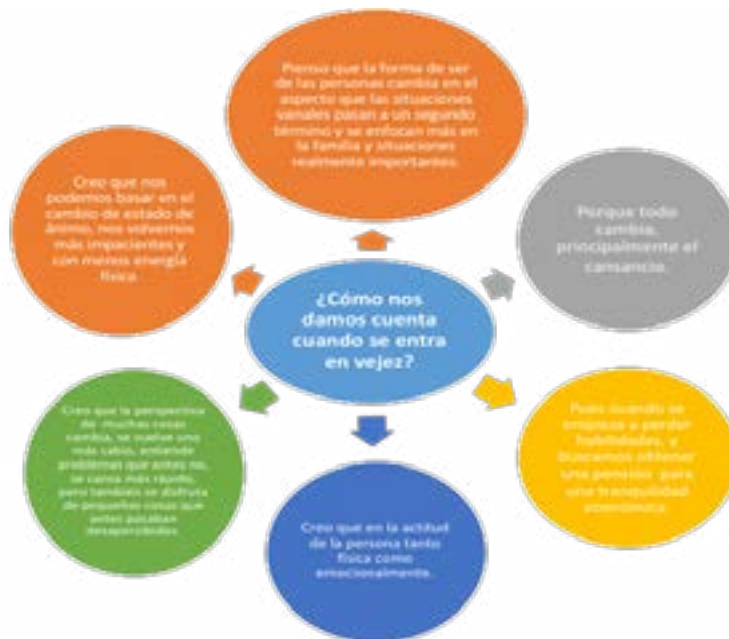 Pienso que la forma de ser
de las personas cambia en el
aspecto que las situaciones
vanales pasan a un segundo
término y se enfocan más en
la familia y situaciones
realmente importantes.
Creo que nos
podemos basar en el
cambio de estado de
ánimo, nos volvemos
más impacientes y
con menos energía
física.
Porque todo
cambia,
principalmente el
cansancio.
¿Cómo nos
damos cuenta
cuando se entra
en vejez?
Creo que la perspectiva
de muchas cosas
cambia, se vuelve uno
más sabio, entiende
problemas que antes no,
se cansa más rápido,
pero también se disfruta
de pequeñas cosas que
antes pasaban
desapercibidas.
Pues cuando se
empieza a perder
habilidades, y
buscamos obtener
una pensión para
una tranquilidad
económica.
Creo que en la actitud
de la persona tanto
física como
emocionalmente.